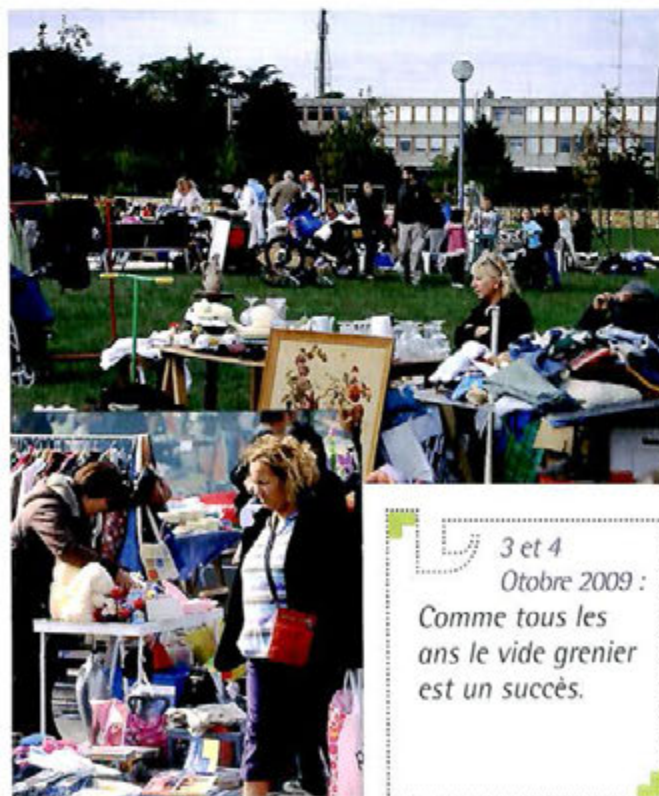 3 et 4
Otobre 2009 :
Comme tous les
ans le vide grenier
est un succès.